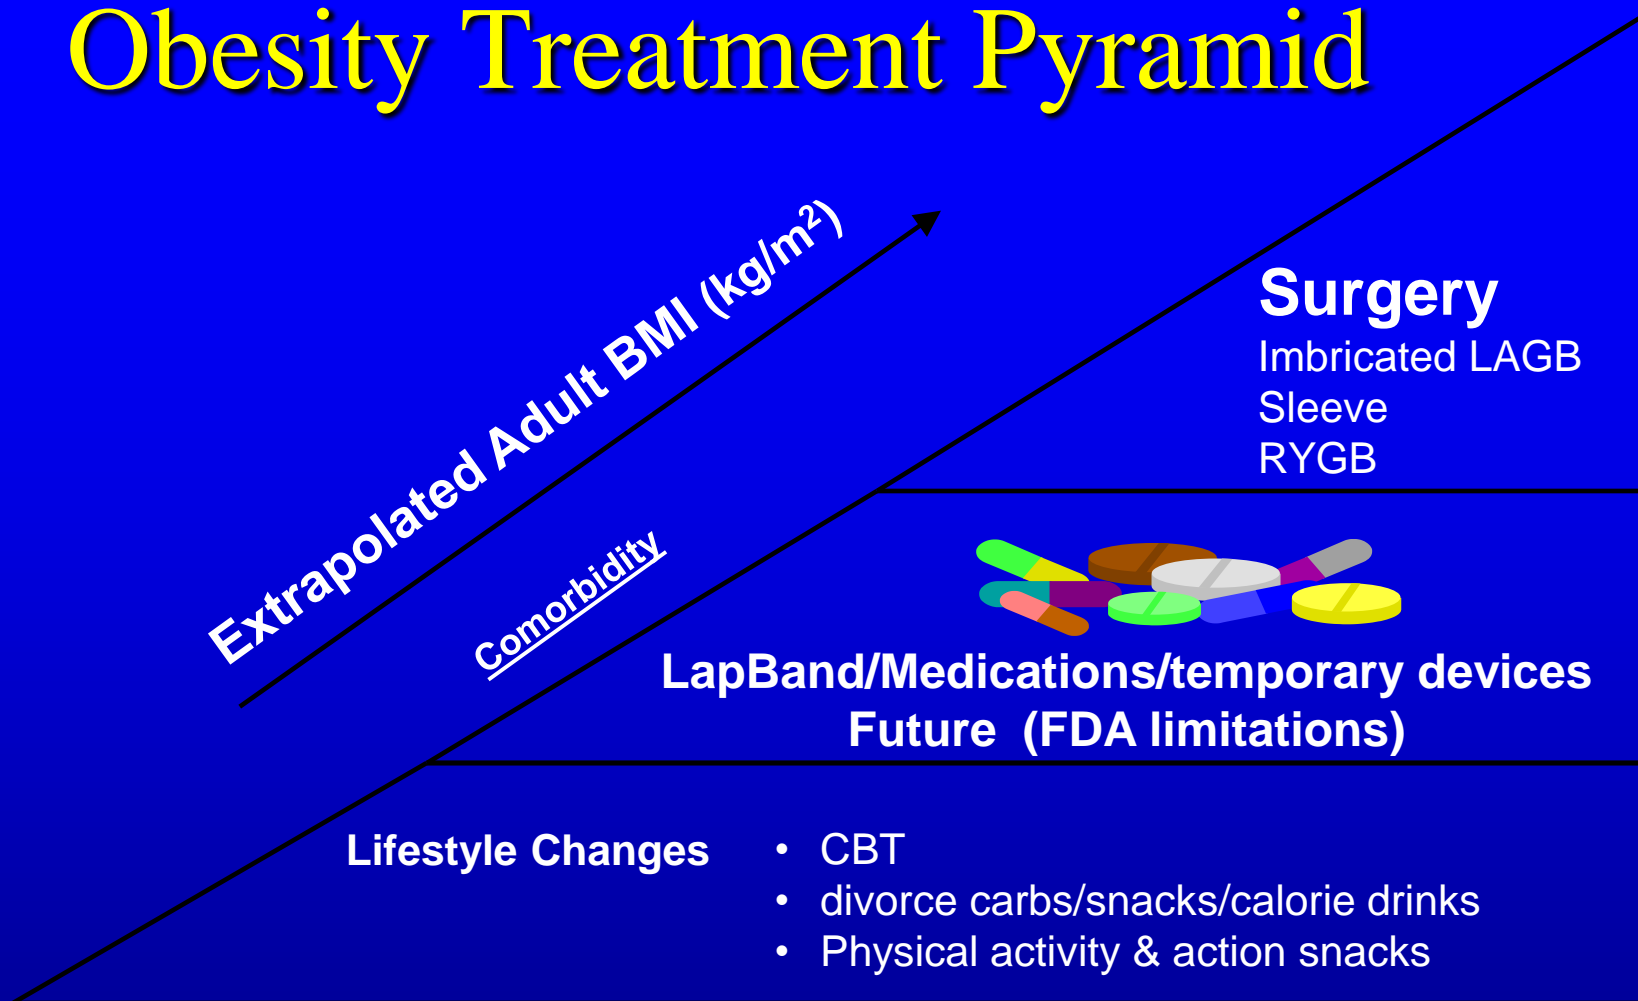 Obesity Treatment Pyramid
Extrapolated Adult BMI (kg/m²)
Comorbidity
Surgery
Imbricated LAGB
Sleeve
RYGB
LapBand/Medications/temporary devices
Future  (FDA limitations)
Lifestyle Changes
• CBT
• divorce carbs/snacks/calorie drinks
• Physical activity & action snacks